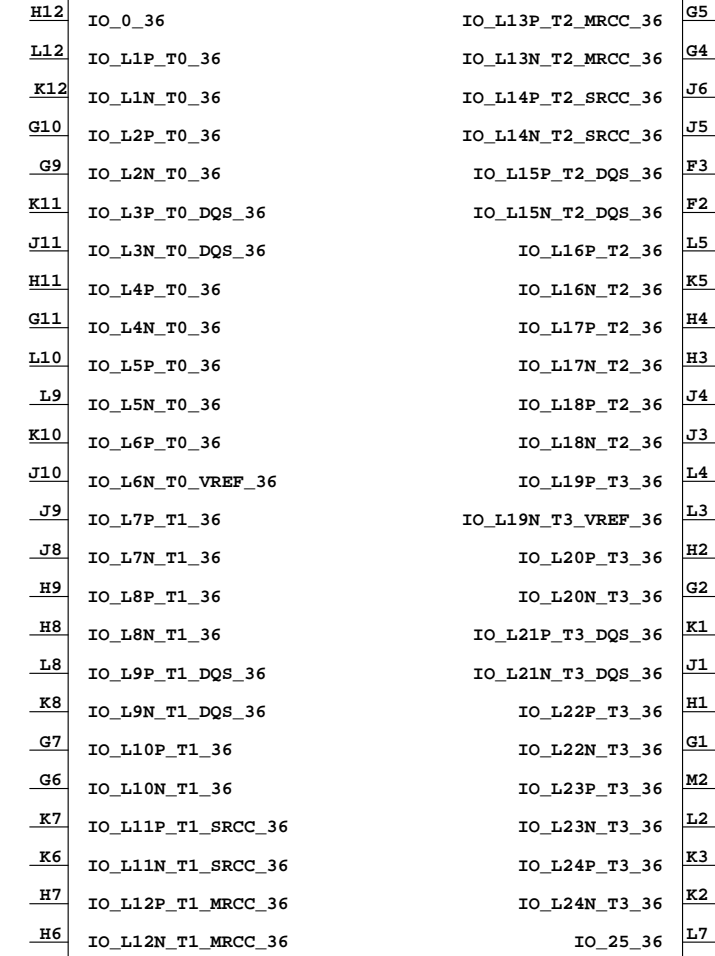 H12 IO_0_36 IO_L13P_T2_MRCC_36 G5
L12 IO_L1P_T0_36 IO_L13N_T2_MRCC_36 G4
K12 IO_L1N_T0_36 IO_L14P_T2_SRCC_36 J6
G10 IO_L2P_T0_36 IO_L14N_T2_SRCC_36 J5
G9 IO_L2N_T0_36 IO_L15P_T2_DQS_36 F3
K11 IO_L3P_T0_DQS_36 IO_L15N_T2_DQS_36 F2
J11 IO_L3N_T0_DQS_36 IO_L16P_T2_36 L5
H11 IO_L4P_T0_36 IO_L16N_T2_36 K5
G11 IO_L4N_T0_36 IO_L17P_T2_36 H4
L10 IO_L5P_T0_36 IO_L17N_T2_36 H3
L9 IO_L5N_T0_36 IO_L18P_T2_36 J4
K10 IO_L6P_T0_36 IO_L18N_T2_36 J3
J10 IO_L6N_T0_VREF_36 IO_L19P_T3_36 L4
J9 IO_L7P_T1_36 IO_L19N_T3_VREF_36 L3
J8 IO_L7N_T1_36 IO_L20P_T3_36 H2
H9 IO_L8P_T1_36 IO_L20N_T3_36 G2
H8 IO_L8N_T1_36 IO_L21P_T3_DQS_36 K1
L8 IO_L9P_T1_DQS_36 IO_L21N_T3_DQS_36 J1
K8 IO_L9N_T1_DQS_36 IO_L22P_T3_36 H1
G7 IO_L10P_T1_36 IO_L22N_T3_36 G1
G6 IO_L10N_T1_36 IO_L23P_T3_36 M2
K7 IO_L11P_T1_SRCC_36 IO_L23N_T3_36 L2
K6 IO_L11N_T1_SRCC_36 IO_L24P_T3_36 K3
H7 IO_L12P_T1_MRCC_36 IO_L24N_T3_36 K2
H6 IO_L12N_T1_MRCC_36 IO_25_36 L7